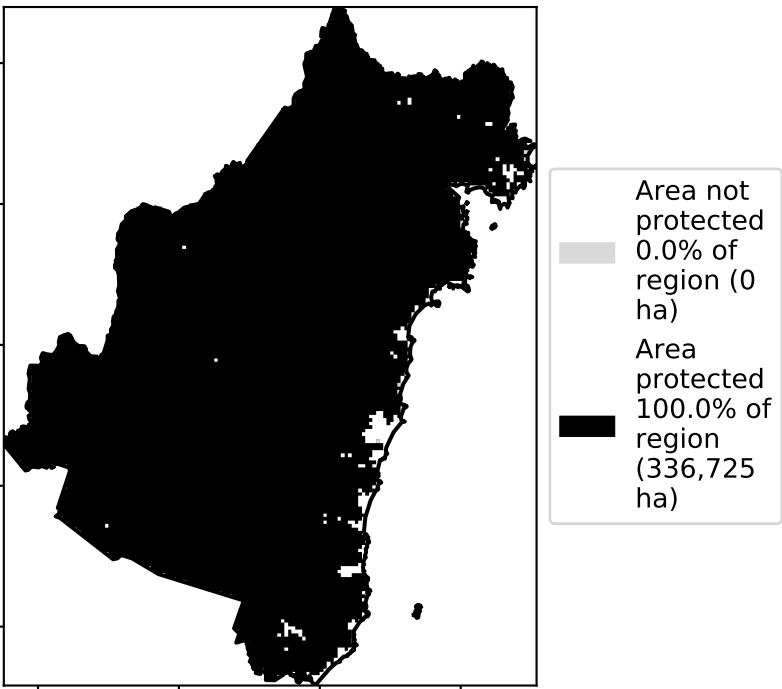 Area not
protected
0.0% of
region (0
ha)
Area
protected
100.0% of
region
(336,725
ha)